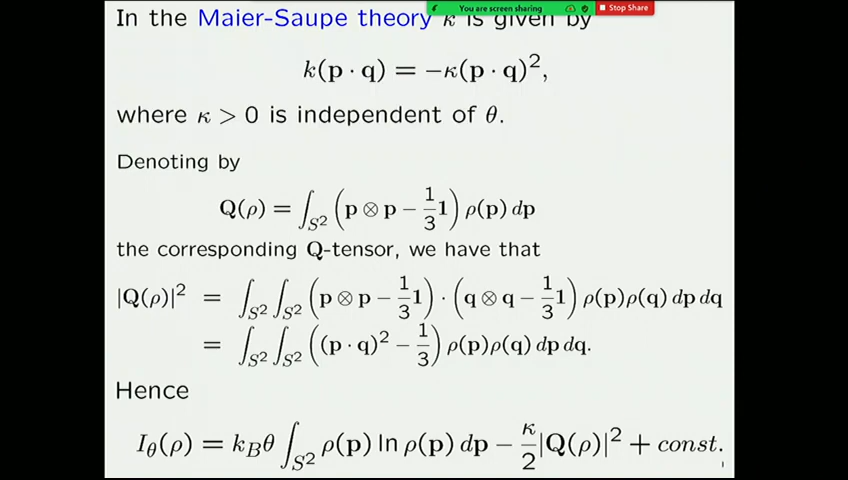 In the Maier-Saupe theory κ is given by
You are screen sharing
Stop Share
k(p · q) = −κ(p · q)²,
where κ > 0 is independent of θ.
Denoting by
Q(ρ) = ∫_{S²} (p ⊗ p − 1/3 1) ρ(p) dp
the corresponding Q-tensor, we have that
|Q(ρ)|² = ∫_{S²} ∫_{S²} (p ⊗ p − 1/3 1) · (q ⊗ q − 1/3 1) ρ(p)ρ(q) dp dq
= ∫_{S²} ∫_{S²} ((p · q)² − 1/3) ρ(p)ρ(q) dp dq.
Hence
I_θ(ρ) = k_Bθ ∫_{S²} ρ(p) ln ρ(p) dp − κ/2 |Q(ρ)|² + const.